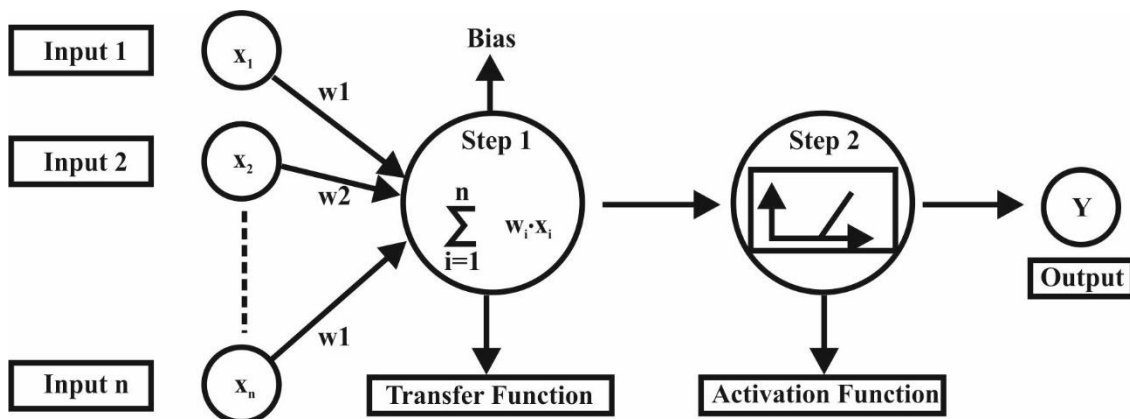 Input 1
x₁
w1
Bias
Input 2
x₂
w2
Step 1
n
∑ wᵢ·xᵢ
i=1
Step 2
Y
Output
w1
Input n
xₙ
Transfer Function
Activation Function